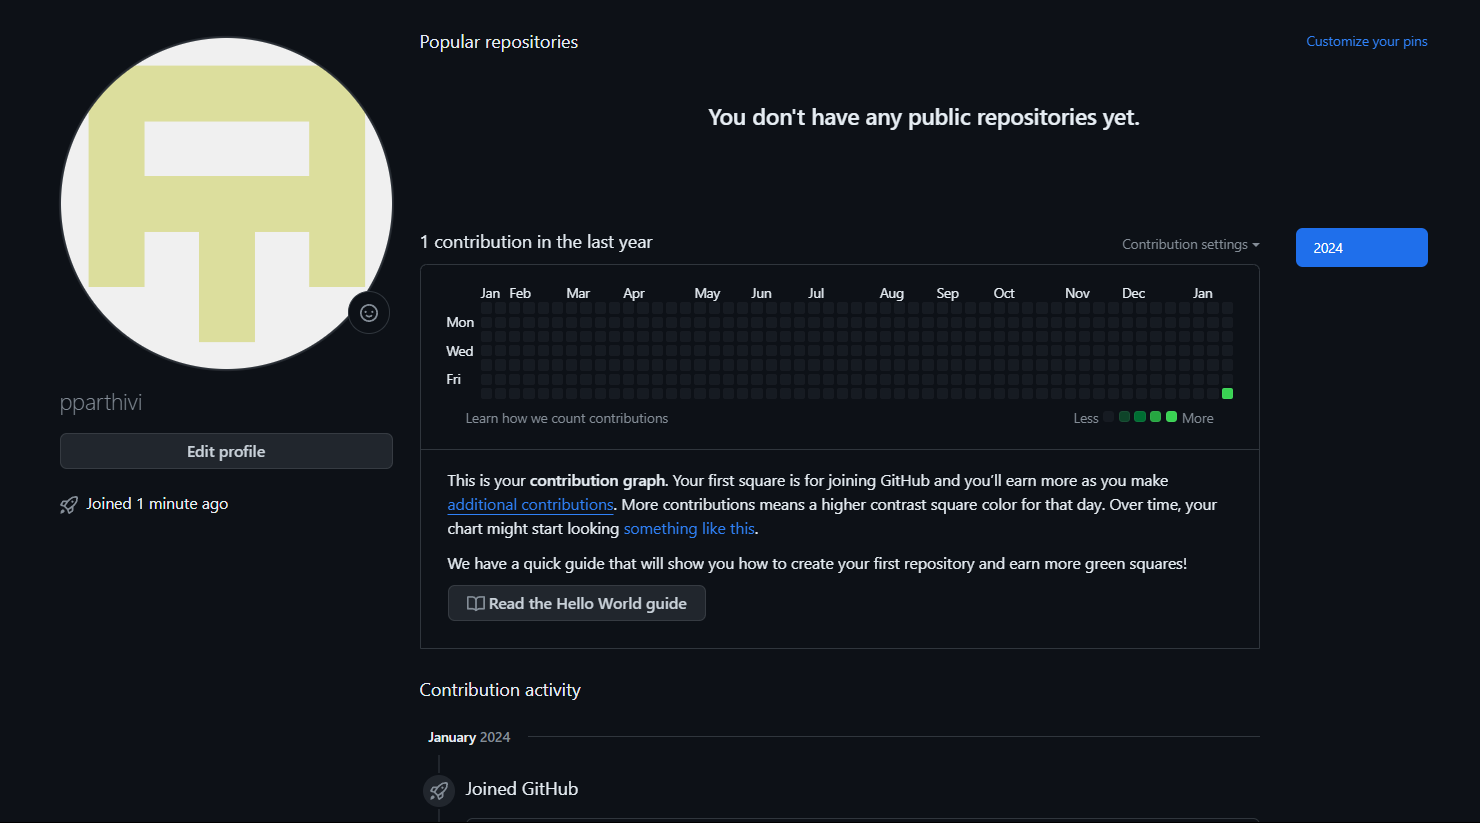 Popular repositories
Customize your pins
You don't have any public repositories yet.
1 contribution in the last year
Contribution settings
2024
Jan Feb Mar Apr May Jun Jul Aug Sep Oct Nov Dec Jan
Mon
Wed
Fri
Learn how we count contributions
Less More
pparthivi
Edit profile
Joined 1 minute ago
This is your contribution graph. Your first square is for joining GitHub and you’ll earn more as you make
additional contributions. More contributions means a higher contrast square color for that day. Over time, your
chart might start looking something like this.
We have a quick guide that will show you how to create your first repository and earn more green squares!
Read the Hello World guide
Contribution activity
January 2024
Joined GitHub